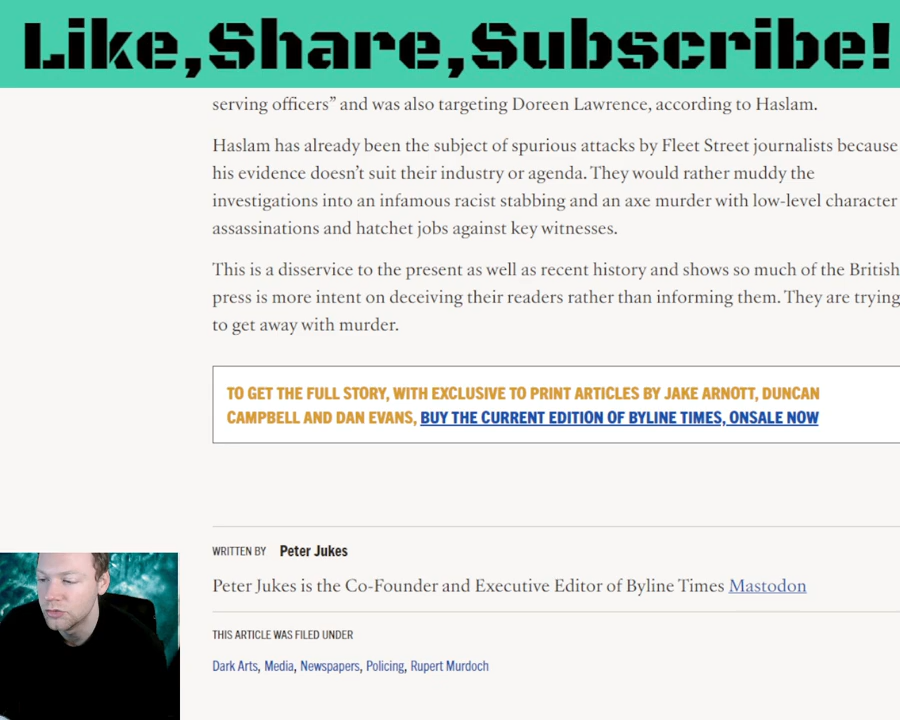 Like,Share,Subscribe!
serving officers” and was also targeting Doreen Lawrence, according to Haslam.
Haslam has already been the subject of spurious attacks by Fleet Street journalists because
his evidence doesn’t suit their industry or agenda. They would rather muddy the
investigations into an infamous racist stabbing and an axe murder with low-level character
assassinations and hatchet jobs against key witnesses.
This is a disservice to the present as well as recent history and shows so much of the British
press is more intent on deceiving their readers rather than informing them. They are trying
to get away with murder.
TO GET THE FULL STORY, WITH EXCLUSIVE TO PRINT ARTICLES BY JAKE ARNOTT, DUNCAN
CAMPBELL AND DAN EVANS, BUY THE CURRENT EDITION OF BYLINE TIMES, ONSALE NOW
WRITTEN BY Peter Jukes
Peter Jukes is the Co-Founder and Executive Editor of Byline Times Mastodon
THIS ARTICLE WAS FILED UNDER
Dark Arts, Media, Newspapers, Policing, Rupert Murdoch